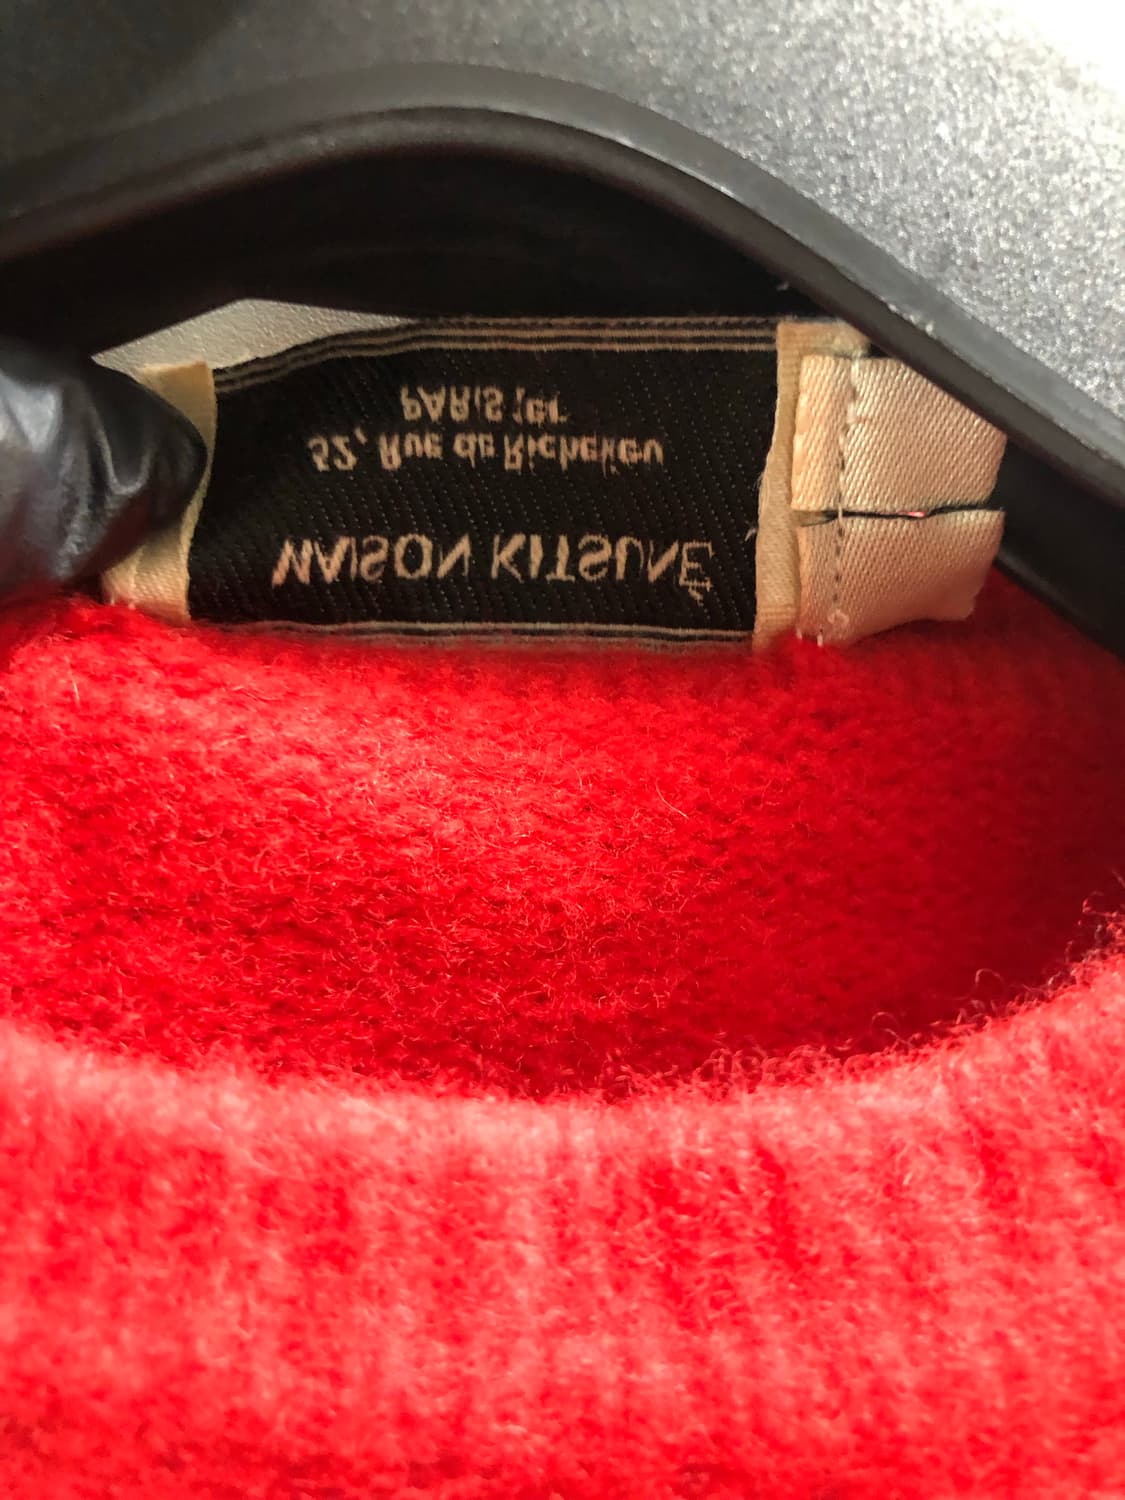 MAISON KITSUNÉ
52, Rue de Richelieu
PARIS 1er